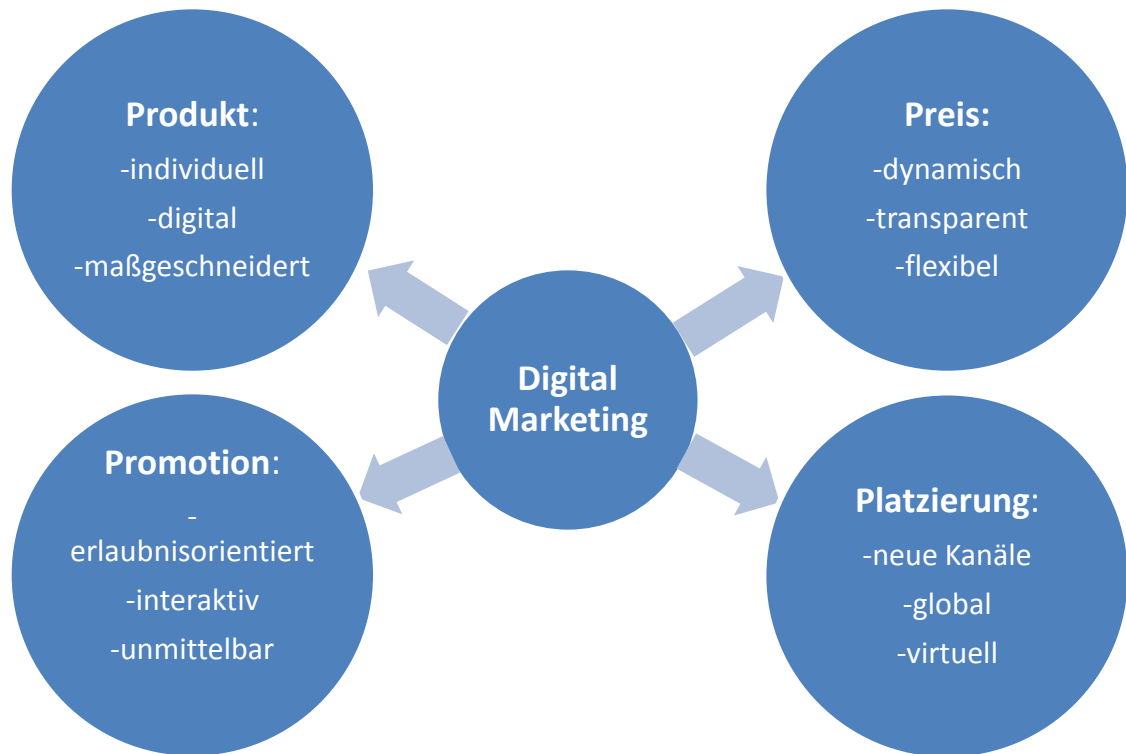 Produkt:
-individuell
-digital
-maßgeschneidert
Preis:
-dynamisch
-transparent
-flexibel
Digital
Marketing
Promotion:
-
erlaubnisorientiert
-interaktiv
-unmittelbar
Platzierung:
-neue Kanäle
-global
-virtuell